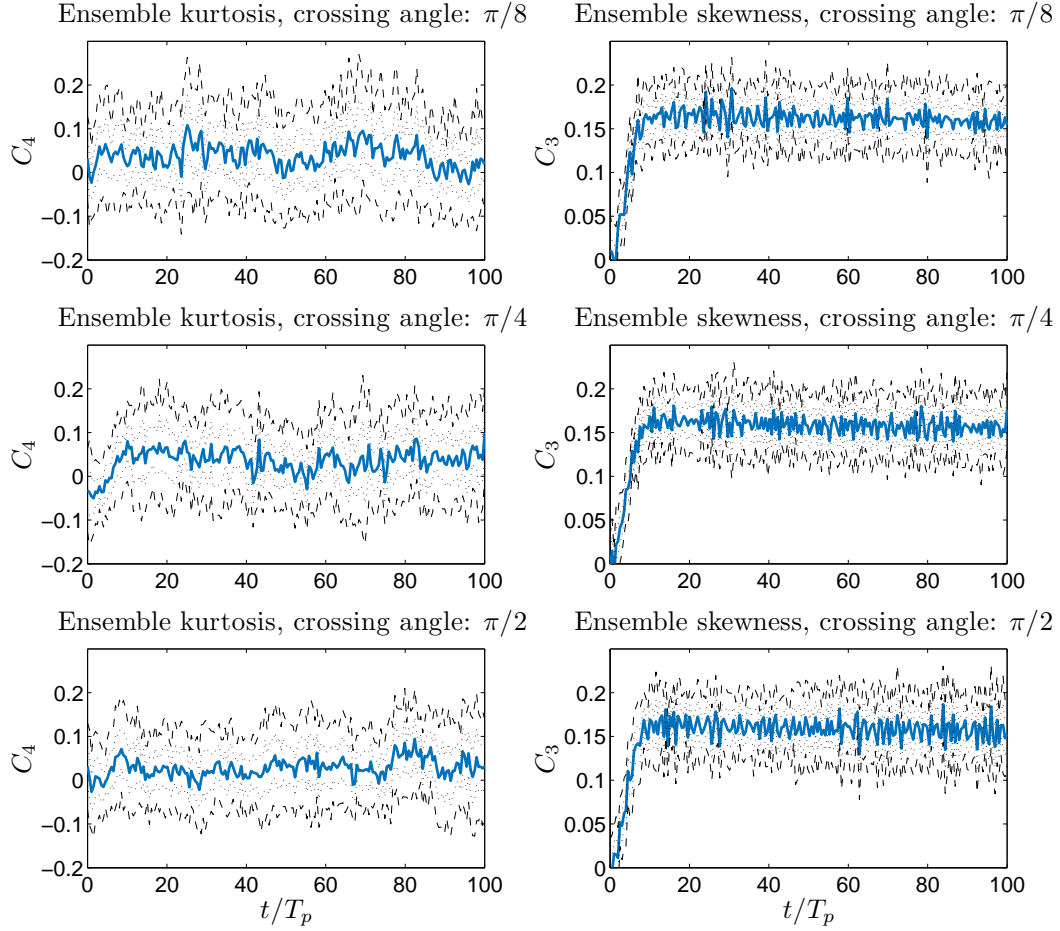 Ensemble kurtosis, crossing angle: π/8
0.2
0.1
0
−0.1
−0.2
C₄
0 20 40 60 80 100
Ensemble skewness, crossing angle: π/8
0.2
0.15
0.1
0.05
0
C₃
0 20 40 60 80 100
Ensemble kurtosis, crossing angle: π/4
0.2
0.1
0
−0.1
−0.2
C₄
0 20 40 60 80 100
Ensemble skewness, crossing angle: π/4
0.2
0.15
0.1
0.05
0
C₃
0 20 40 60 80 100
Ensemble kurtosis, crossing angle: π/2
0.2
0.1
0
−0.1
−0.2
C₄
0 20 40 60 80 100
t/Tₚ
Ensemble skewness, crossing angle: π/2
0.2
0.15
0.1
0.05
0
C₃
0 20 40 60 80 100
t/Tₚ